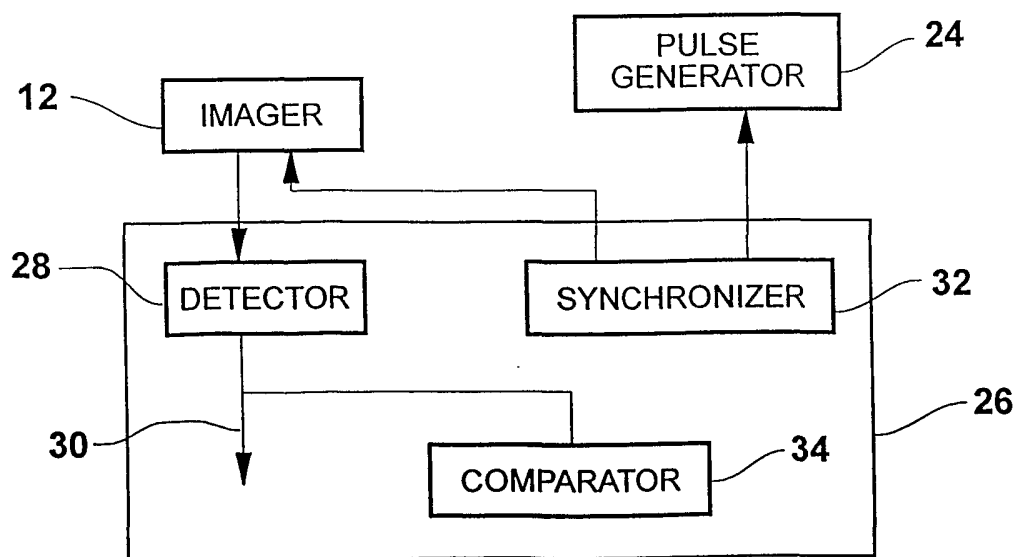 PULSE
GENERATOR
24
12
IMAGER
28
DETECTOR
SYNCHRONIZER
32
30
26
COMPARATOR
34